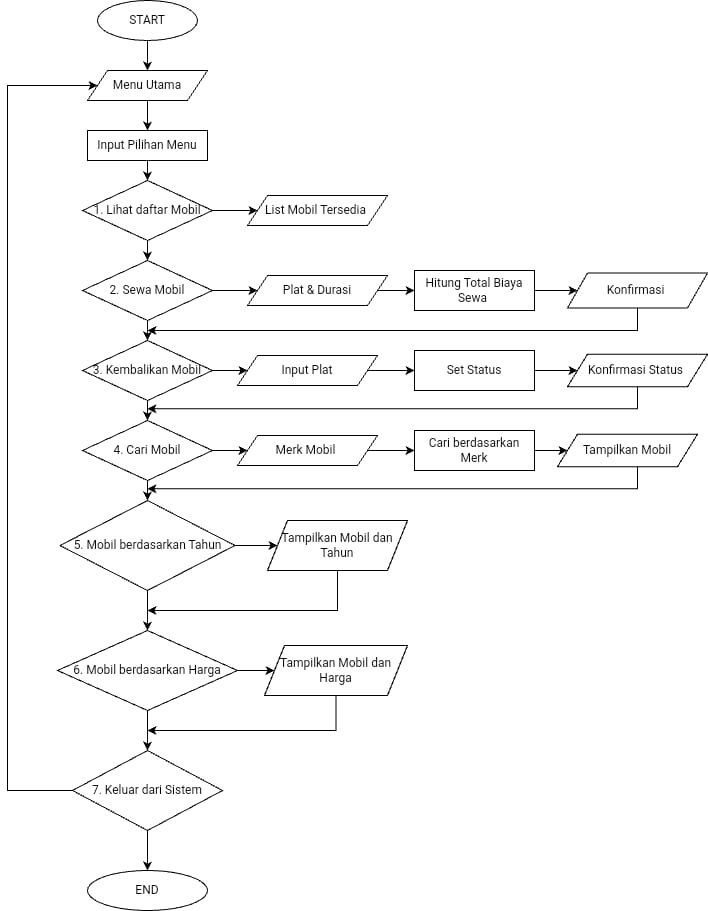 START
Menu Utama
Input Pilihan Menu
1. Lihat daftar Mobil
List Mobil Tersedia
2. Sewa Mobil
Plat & Durasi
Hitung Total Biaya
Sewa
Konfirmasi
3. Kembalikan Mobil
Input Plat
Set Status
Konfirmasi Status
4. Cari Mobil
Merk Mobil
Cari berdasarkan
Merk
Tampilkan Mobil
5. Mobil berdasarkan Tahun
Tampilkan Mobil dan
Tahun
6. Mobil berdasarkan Harga
Tampilkan Mobil dan
Harga
7. Keluar dari Sistem
END